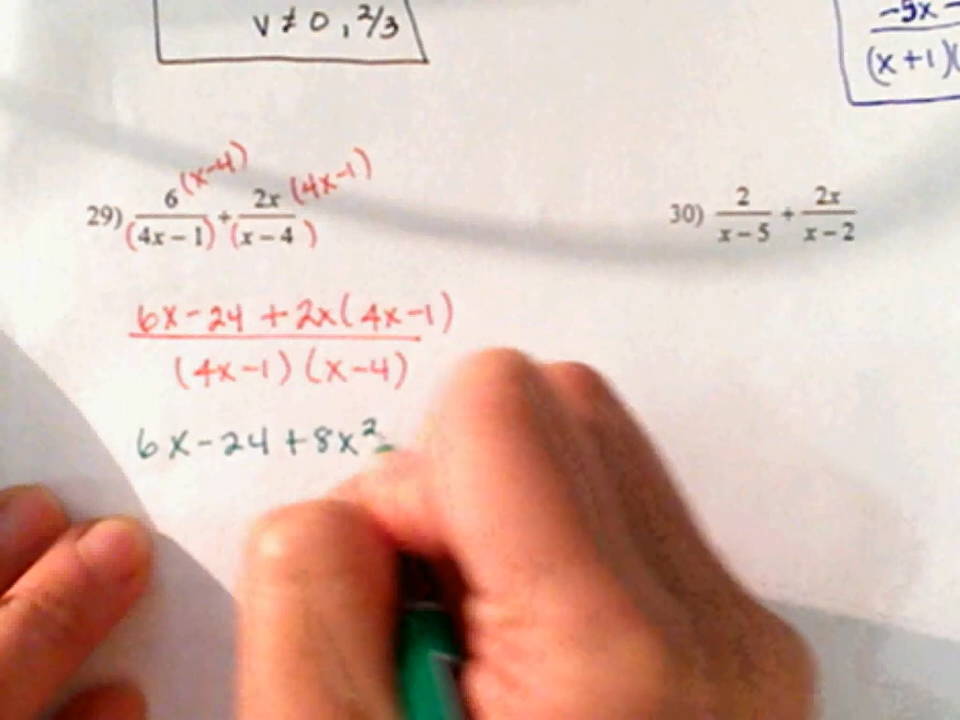 v ≠ 0, 2/3
-5x -
(x+1)(
29) 6(x-4)/(4x-1) + 2x(4x-1)/(x-4)
30) 2/(x-5) + 2x/(x-2)
6x-24 + 2x(4x-1)
(4x-1)(x-4)
6x-24+8x² -